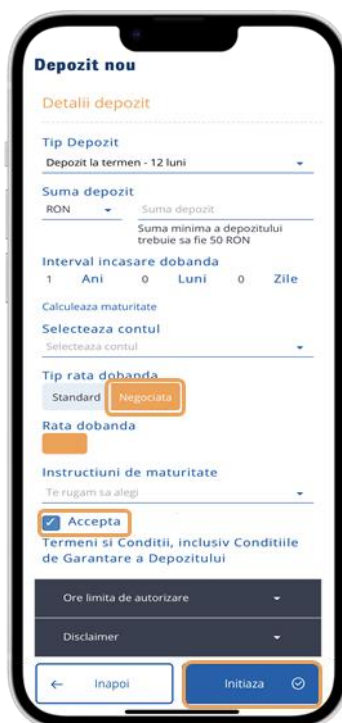 Depozit nou
Detalii depozit
Tip Depozit
Depozit la termen - 12 luni
Suma depozit
RON Suma depozit
Suma minima a depozitului
trebuie sa fie 50 RON
Interval incasare dobanda
1 Ani 0 Luni 0 Zile
Calculeaza maturitate
Selecteaza contul
Selecteaza contul
Tip rata dobanda
Standard Negociata
Rata dobanda
Instructiuni de maturitate
Te rugam sa alegi
Accepta
Termeni si Conditii, inclusiv Conditiile
de Garantare a Depozitului
Ore limita de autorizare
Disclaimer
Inapoi Initiaza